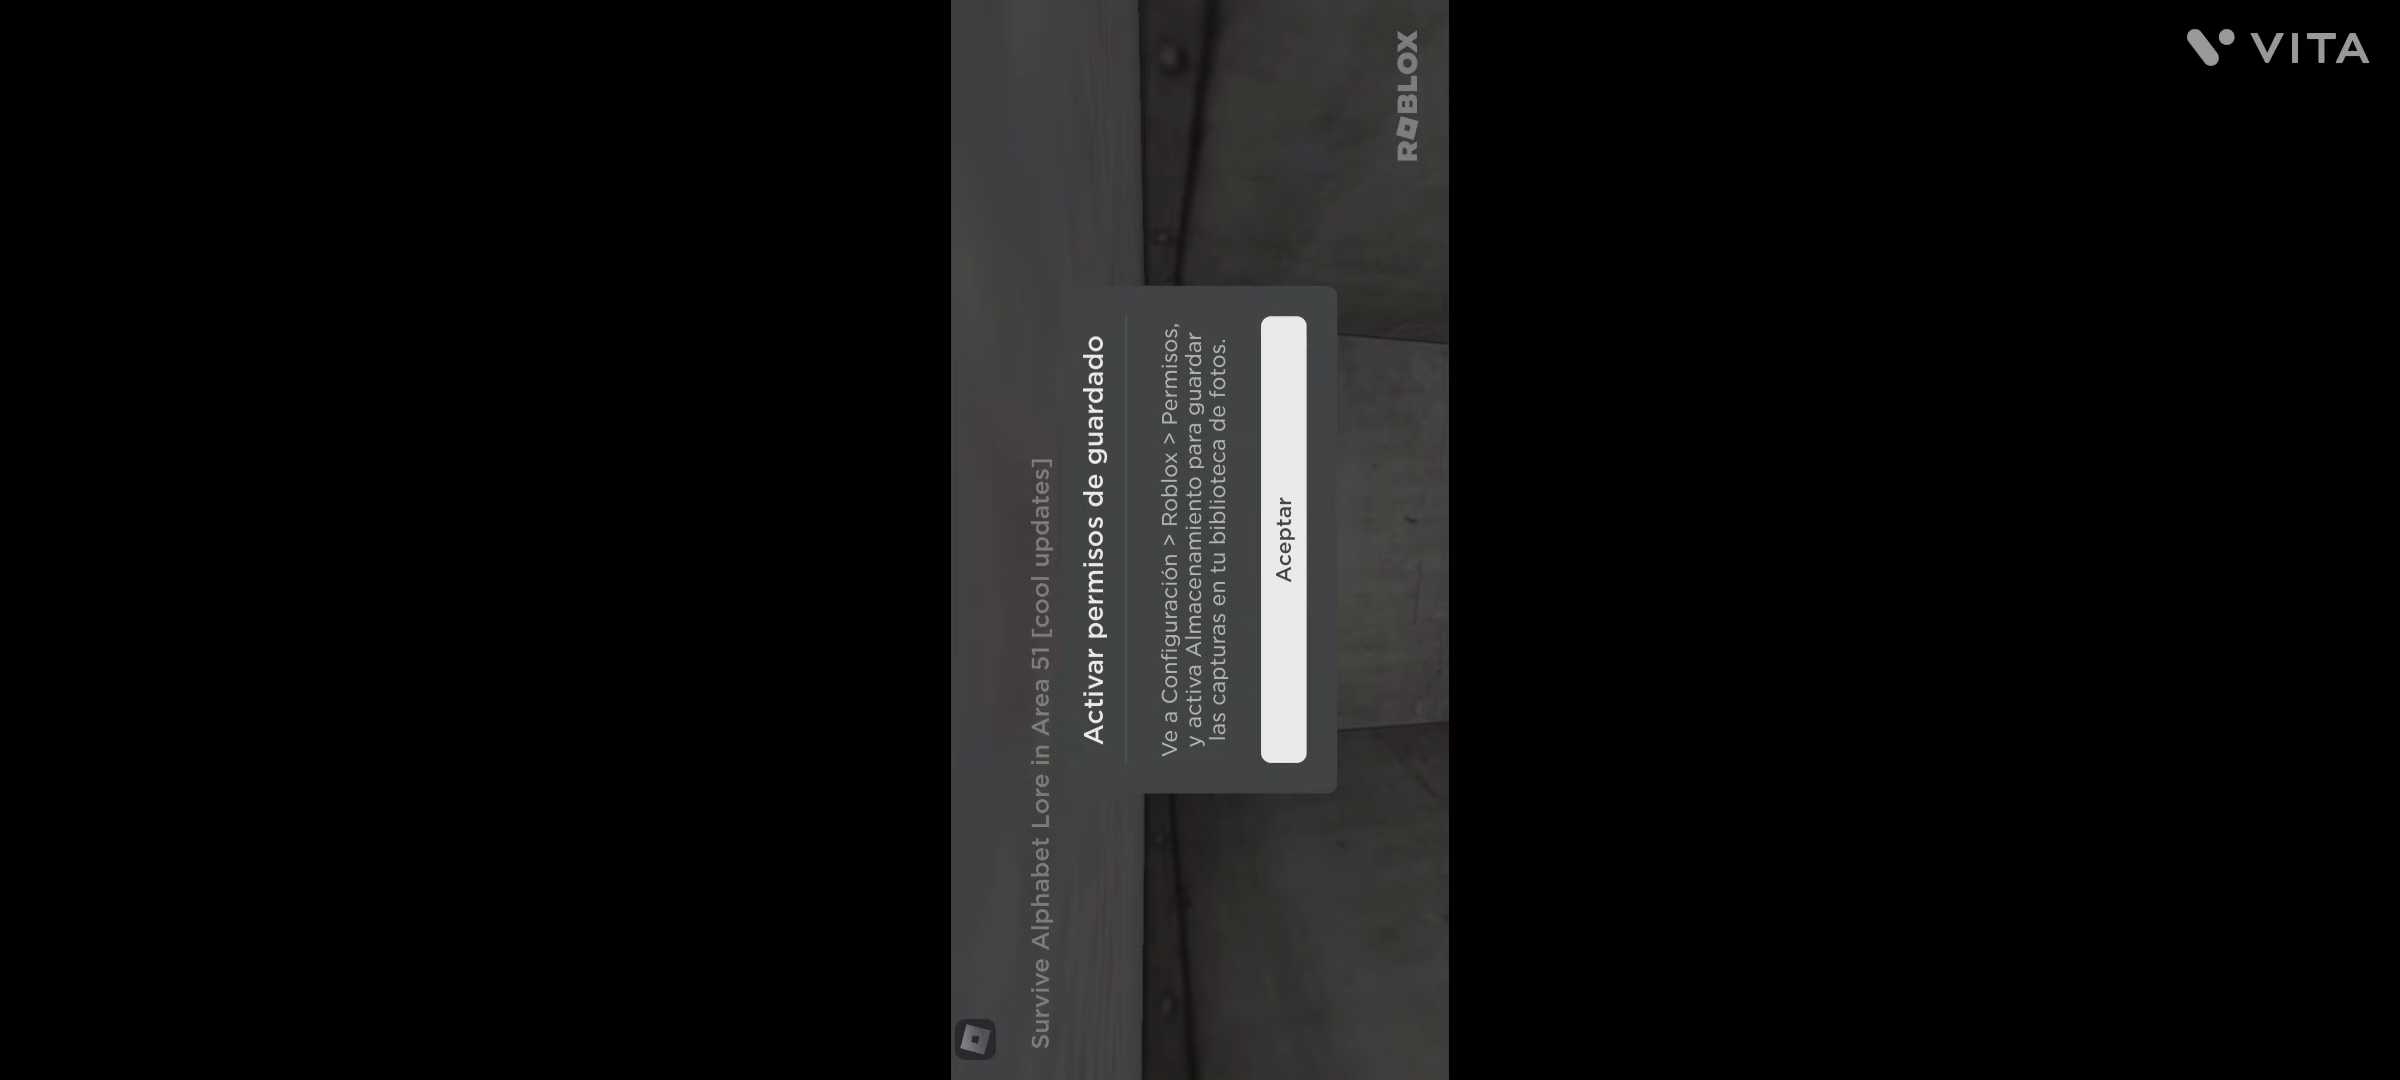 VITA
Survive Alphabet Lore in Area 51 [cool updates]
Activar permisos de guardado
Ve a Configuración > Roblox > Permisos,
y activa Almacenamiento para guardar
las capturas en tu biblioteca de fotos.
Aceptar
ROBLOX